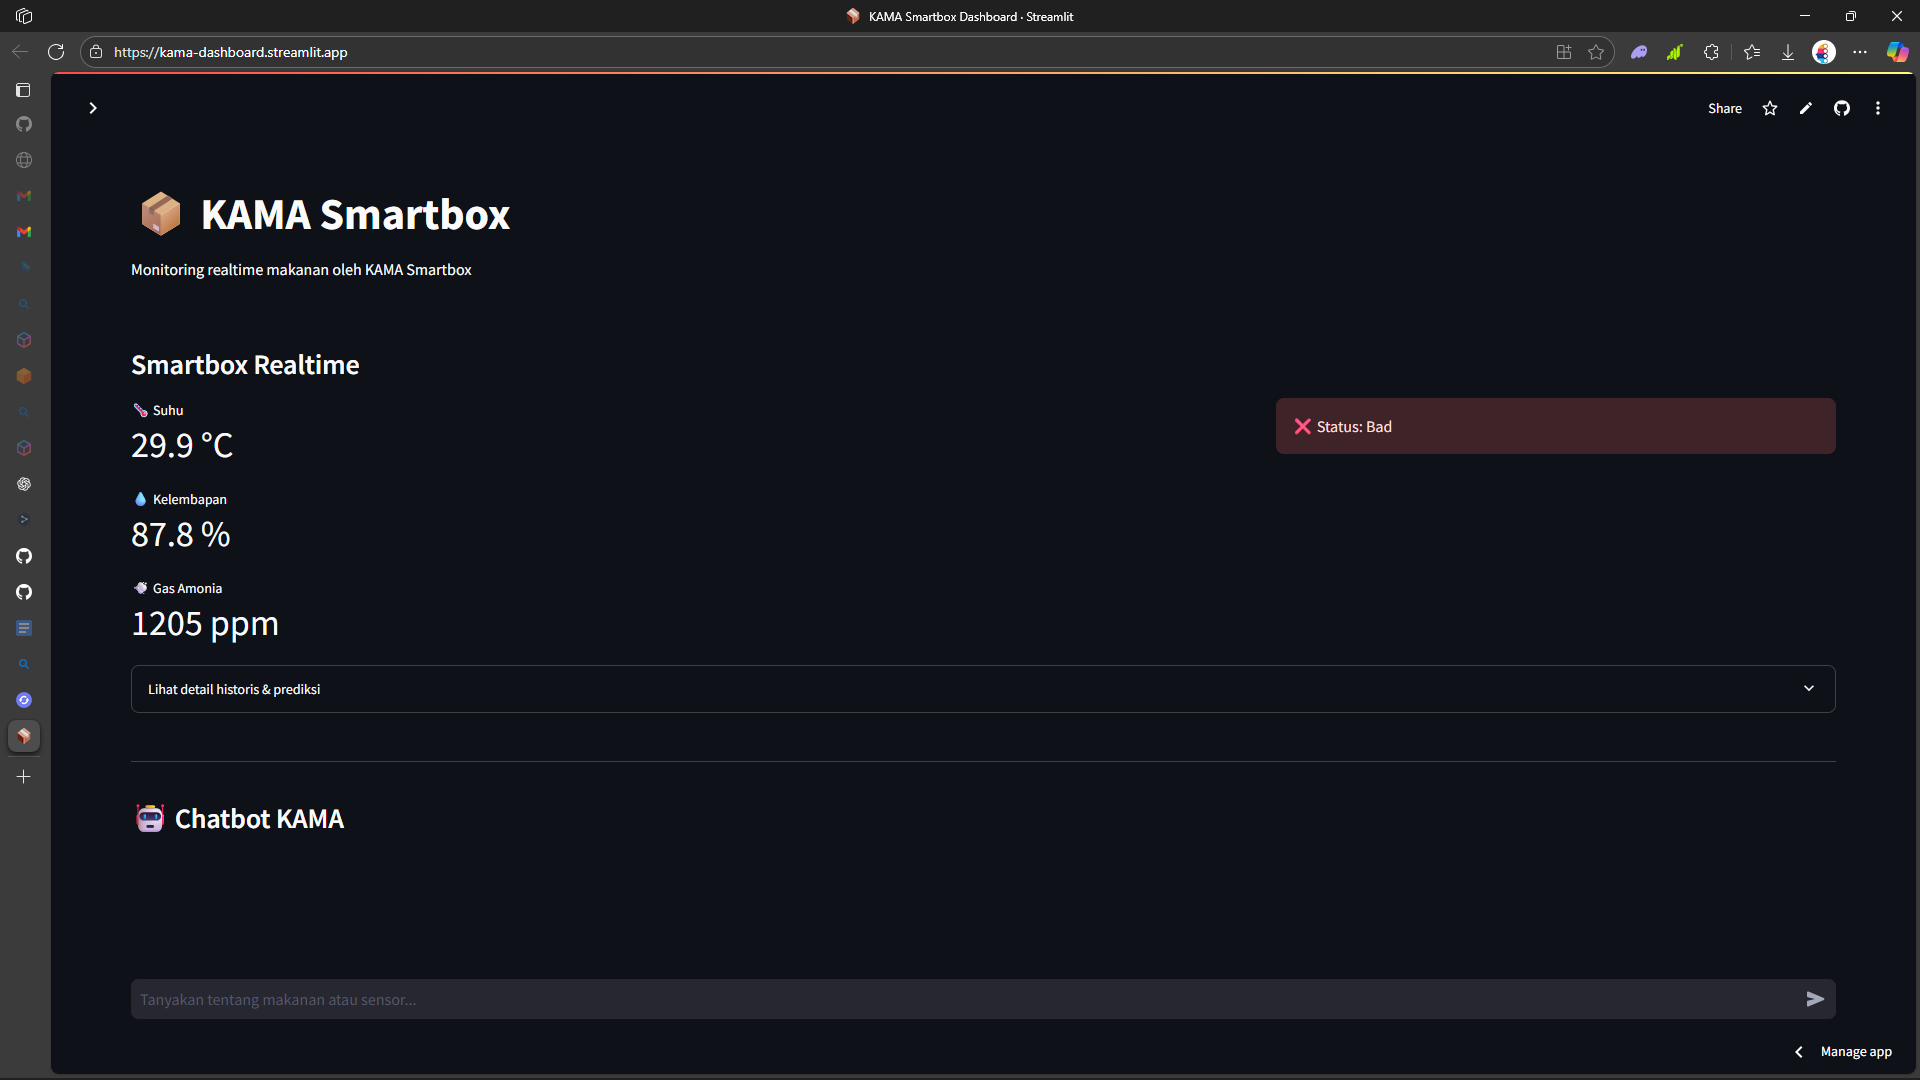 KAMA Smartbox Dashboard · Streamlit
https://kama-dashboard.streamlit.app
Share
KAMA Smartbox
Monitoring realtime makanan oleh KAMA Smartbox
Smartbox Realtime
Suhu
29.9 °C
Status: Bad
Kelembapan
87.8 %
Gas Amonia
1205 ppm
Lihat detail historis & prediksi
Chatbot KAMA
Tanyakan tentang makanan atau sensor...
Manage app